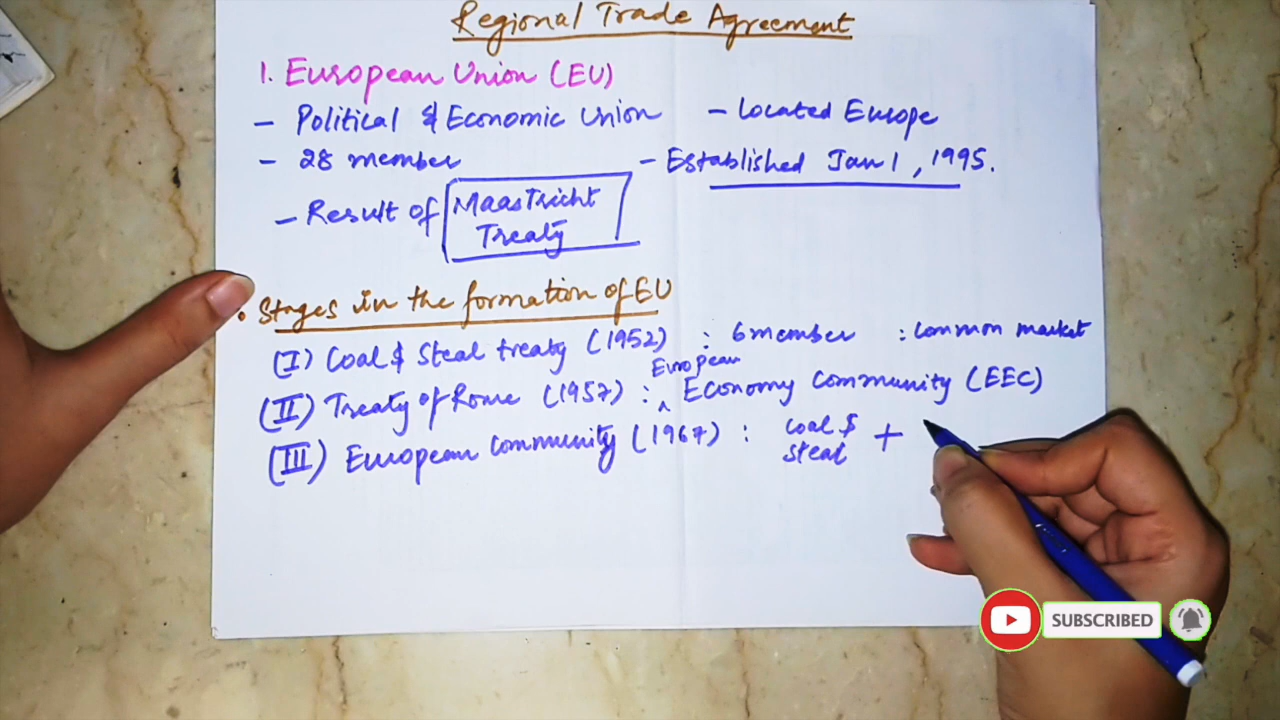 Regional Trade Agreement
1. European Union (EU)
- Political & Economic Union - Located Europe
- 28 member - Established Jan 1, 1995.
- Result of Maastricht
Treaty
• Stages in the formation of EU
(I) Coal & Steal treaty (1952) : 6 member : common market
European
(II) Treaty of Rome (1957) : ^ Economy community (EEC)
(III) European community (1967) : coal &
steal +
SUBSCRIBED